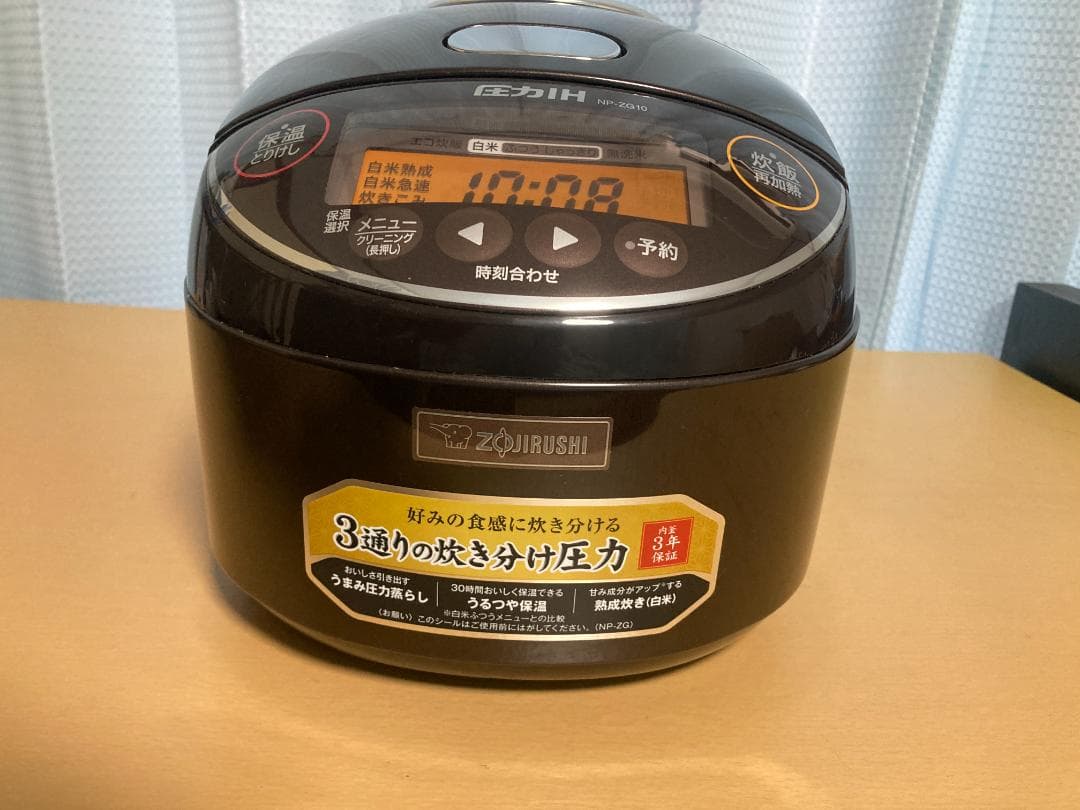 圧力IH NP-ZG10
保温
とりけし
エコ炊飯 白米 ふつう しゃっきり 無洗米
白米熟成
白米急速
炊きこみ
10:08
炊飯
再加熱
保温
選択
メニュー
クリーニング
(長押し)
予約
時刻合わせ
ZOJIRUSHI
好みの食感に炊き分ける
3通りの炊き分け圧力
内釜
3年
保証
おいしさ引き出す
うまみ圧力蒸らし
30時間おいしく保温できる
うるつや保温
甘み成分がアップ※する
熟成炊き(白米)
※白米ふつうメニューとの比較
(お願い) このシールはご使用前にはがしてください。(NP-ZG)